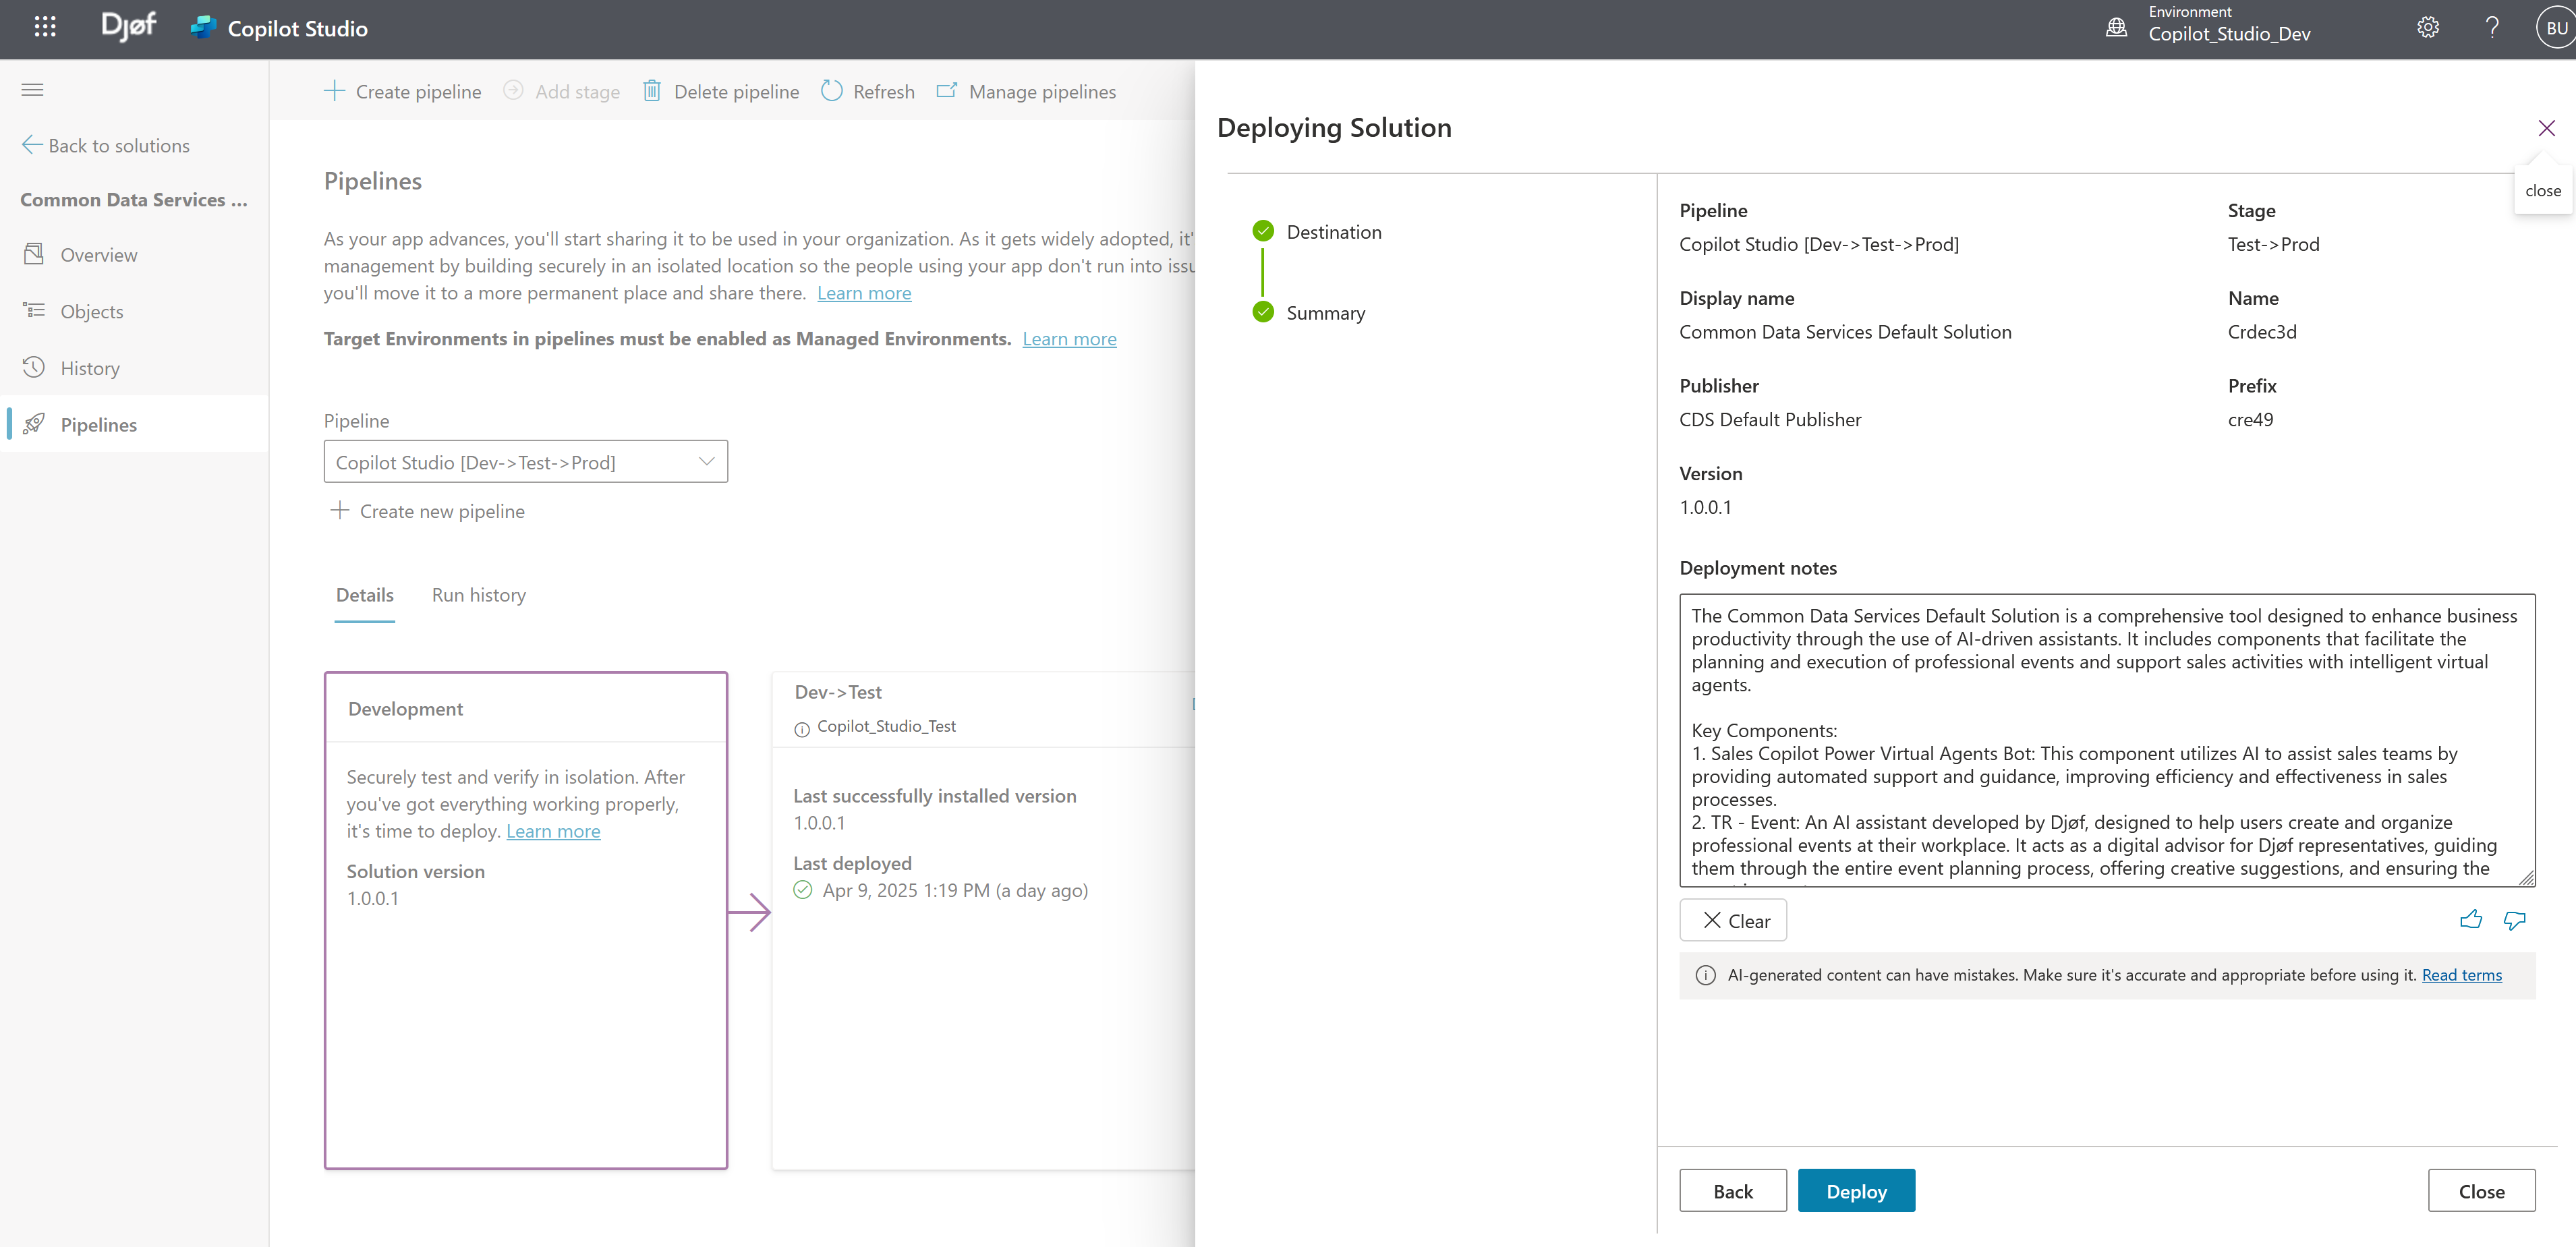 Djøf
Copilot Studio
Environment
Copilot_Studio_Dev
BU
Back to solutions
Common Data Services ...
Overview
Objects
History
Pipelines
Create pipeline
Add stage
Delete pipeline
Refresh
Manage pipelines
Pipelines
As your app advances, you'll start sharing it to be used in your organization. As it gets widely adopted, it'
management by building securely in an isolated location so the people using your app don't run into issu
you'll move it to a more permanent place and share there. Learn more
Target Environments in pipelines must be enabled as Managed Environments. Learn more
Pipeline
Copilot Studio [Dev->Test->Prod]
Create new pipeline
Details
Run history
Development
Securely test and verify in isolation. After
you've got everything working properly,
it's time to deploy. Learn more
Solution version
1.0.0.1
Dev->Test
Copilot_Studio_Test
Last successfully installed version
1.0.0.1
Last deployed
Apr 9, 2025 1:19 PM (a day ago)
Deploying Solution
close
Destination
Summary
Pipeline
Copilot Studio [Dev->Test->Prod]
Stage
Test->Prod
Display name
Common Data Services Default Solution
Name
Crdec3d
Publisher
CDS Default Publisher
Prefix
cre49
Version
1.0.0.1
Deployment notes
The Common Data Services Default Solution is a comprehensive tool designed to enhance business
productivity through the use of AI-driven assistants. It includes components that facilitate the
planning and execution of professional events and support sales activities with intelligent virtual
agents.
Key Components:
1. Sales Copilot Power Virtual Agents Bot: This component utilizes AI to assist sales teams by
providing automated support and guidance, improving efficiency and effectiveness in sales
processes.
2. TR - Event: An AI assistant developed by Djøf, designed to help users create and organize
professional events at their workplace. It acts as a digital advisor for Djøf representatives, guiding
them through the entire event planning process, offering creative suggestions, and ensuring the
Clear
AI-generated content can have mistakes. Make sure it's accurate and appropriate before using it. Read terms
Back
Deploy
Close